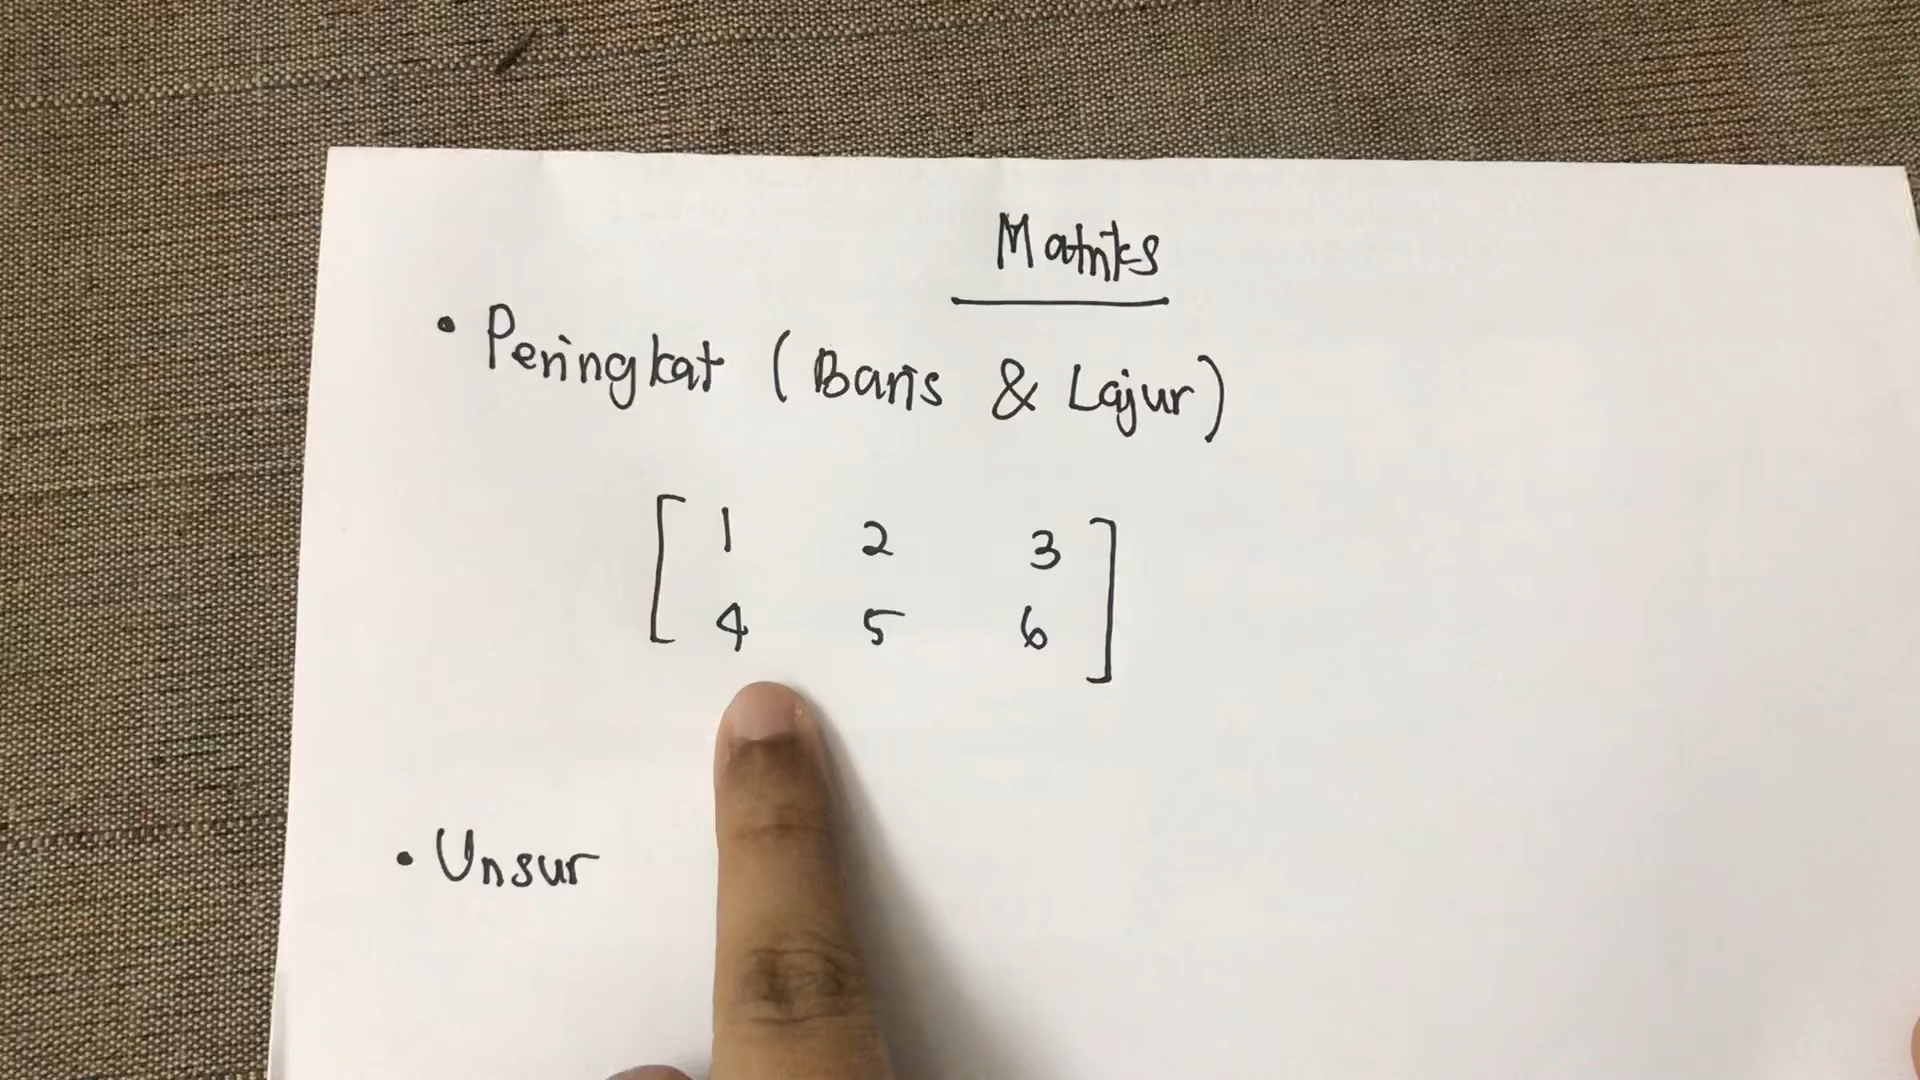 Matriks
• Peringkat (Baris & Lajur)
[ 1 2 3 ]
[ 4 5 6 ]
• Unsur